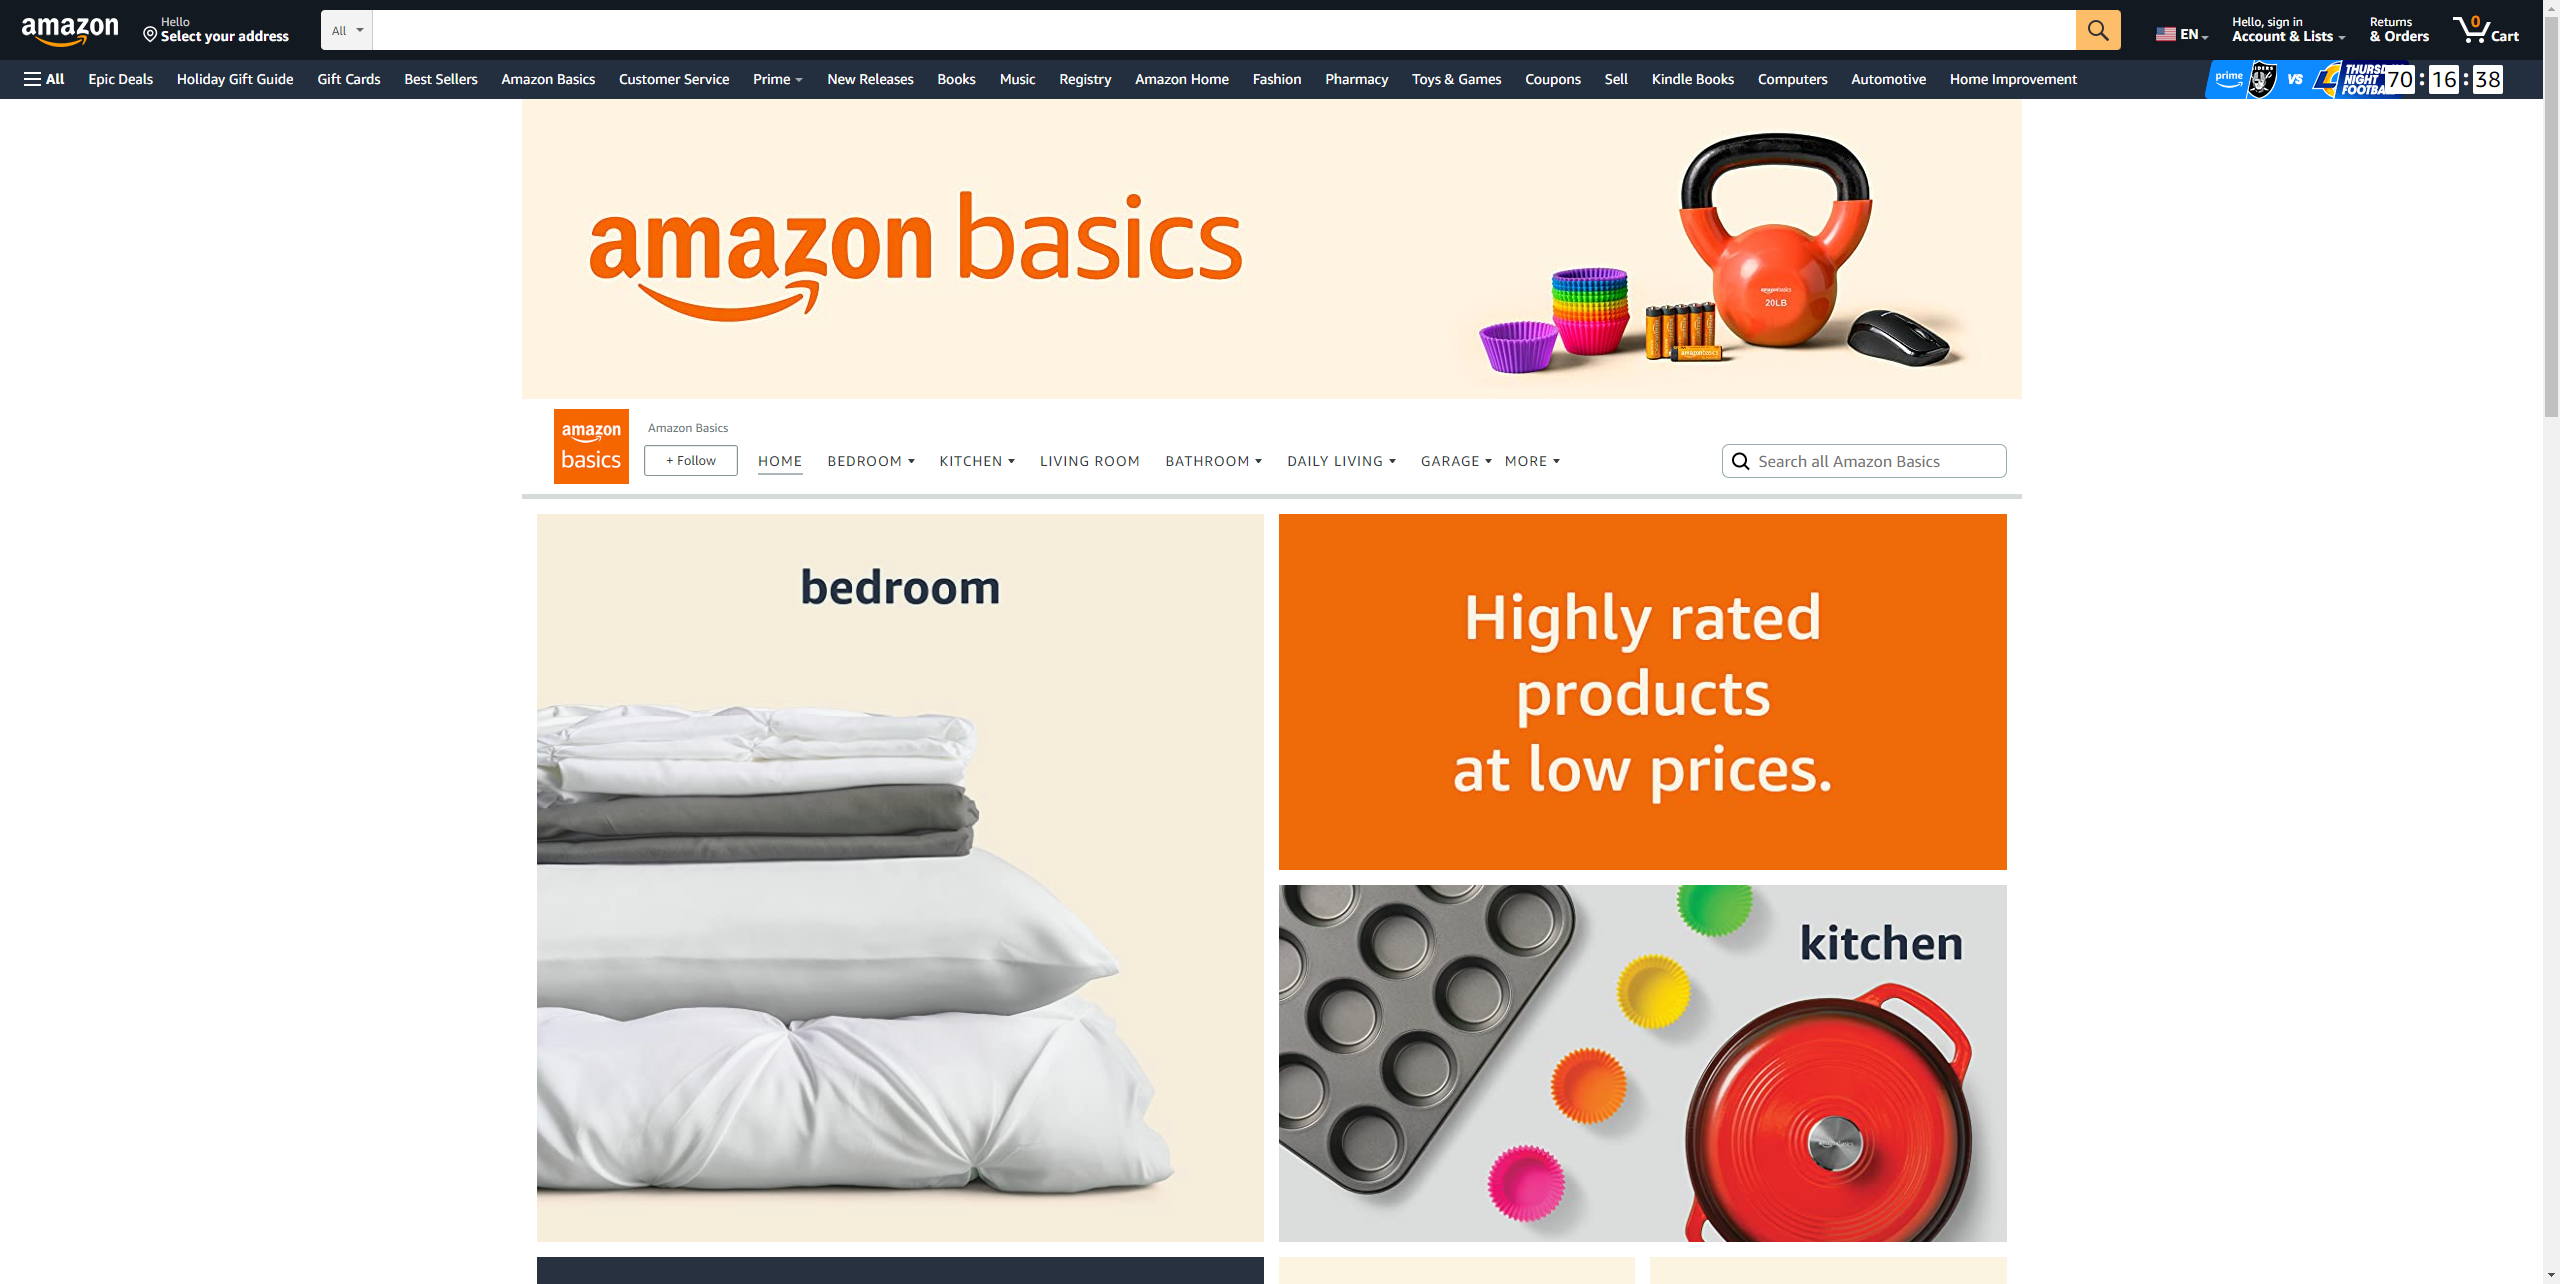 amazon
Hello
Select your address
All
EN
Hello, sign in
Account & Lists
Returns
& Orders
0
Cart
All
Epic Deals
Holiday Gift Guide
Gift Cards
Best Sellers
Amazon Basics
Customer Service
Prime
New Releases
Books
Music
Registry
Amazon Home
Fashion
Pharmacy
Toys & Games
Coupons
Sell
Kindle Books
Computers
Automotive
Home Improvement
prime
VS
NIGHT
70 : 16 : 38
amazon basics
amazonbasics
20LB
amazonbasics
amazon
basics
Amazon Basics
+ Follow
HOME
BEDROOM
KITCHEN
LIVING ROOM
BATHROOM
DAILY LIVING
GARAGE
MORE
Search all Amazon Basics
bedroom
Highly rated
products
at low prices.
kitchen